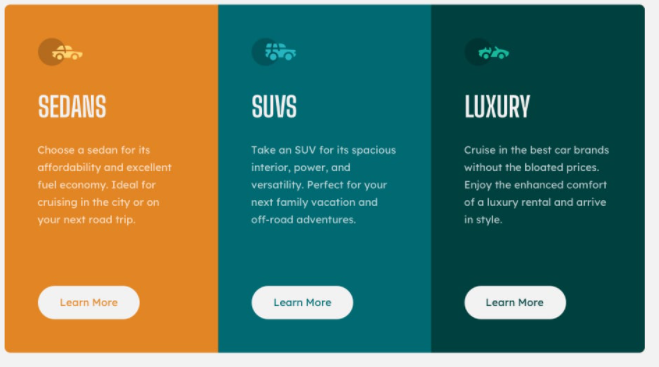 SEDANS
Choose a sedan for its
affordability and excellent
fuel economy. Ideal for
cruising in the city or on
your next road trip.
Learn More
SUVS
Take an SUV for its spacious
interior, power, and
versatility. Perfect for your
next family vacation and
off-road adventures.
Learn More
LUXURY
Cruise in the best car brands
without the bloated prices.
Enjoy the enhanced comfort
of a luxury rental and arrive
in style.
Learn More